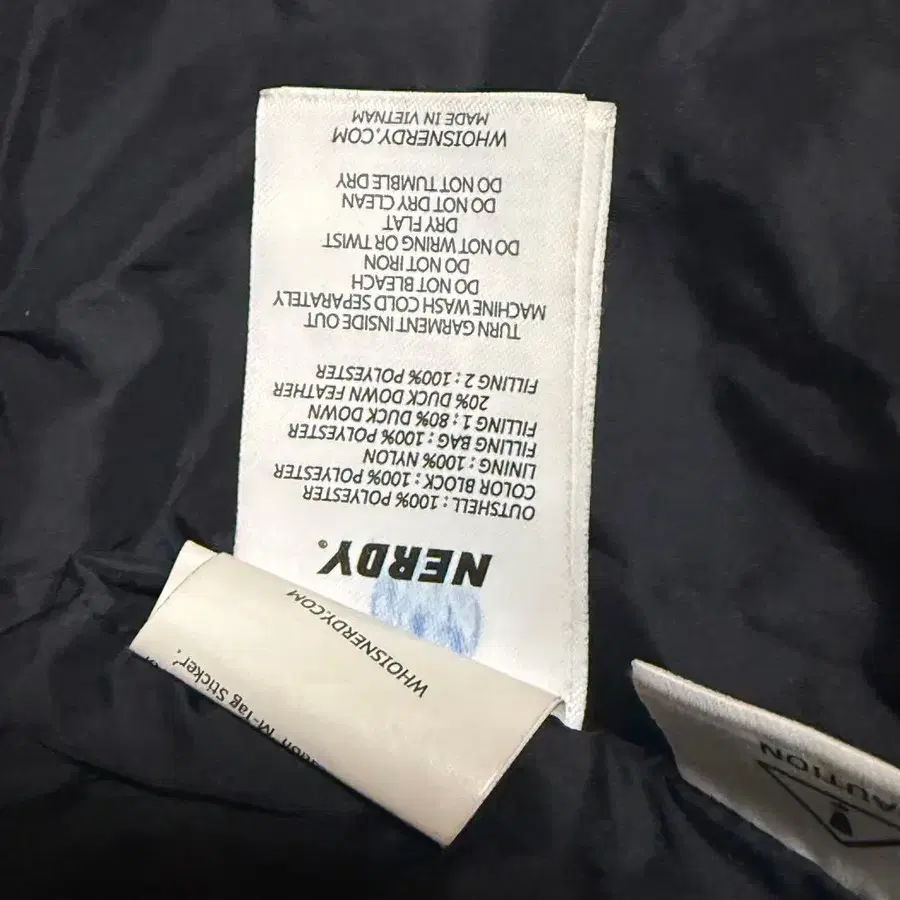 NERDY®
OUTSHELL : 100% POLYESTER
COLOR BLOCK : 100% POLYESTER
LINING : 100% NYLON
FILLING BAG : 100% POLYESTER
FILLING 1 : 80% DUCK DOWN
20% DUCK DOWN FEATHER
FILLING 2 : 100% POLYESTER
TURN GARMENT INSIDE OUT
MACHINE WASH COLD SEPARATELY
DO NOT BLEACH
DO NOT IRON
DO NOT WRING OR TWIST
DRY FLAT
DO NOT DRY CLEAN
DO NOT TUMBLE DRY
WHOISNERDY.COM
MADE IN VIETNAM
WHOISNERDY.COM
M-Tag Sticker'.